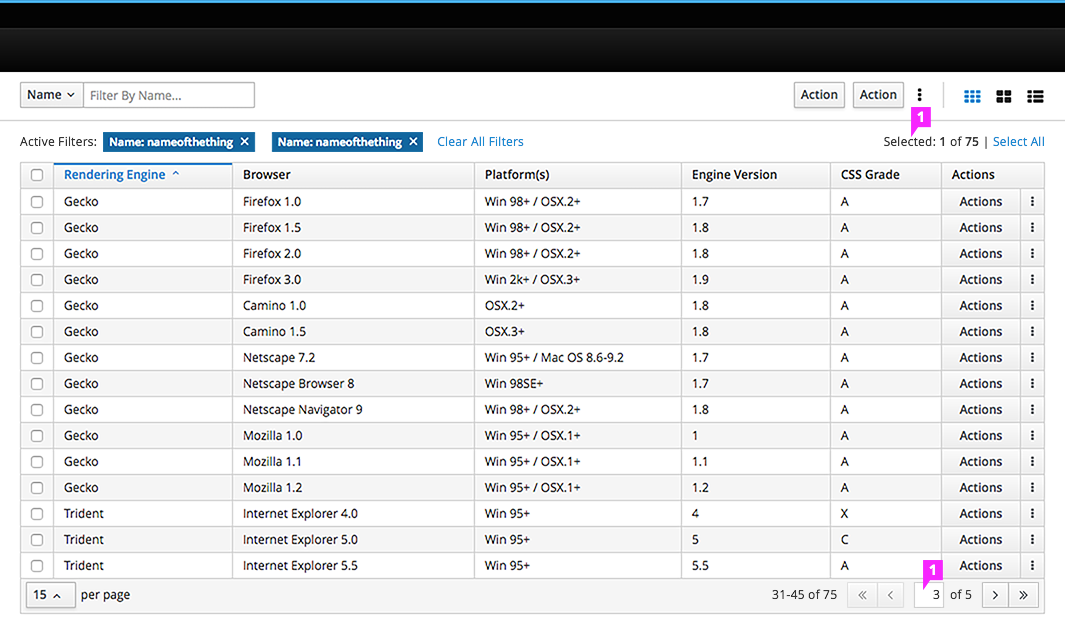 Name Filter By Name... Action Action
1
Active Filters: Name: nameofthething ✕ Name: nameofthething ✕ Clear All Filters Selected: 1 of 75 | Select All
Rendering Engine Browser Platform(s) Engine Version CSS Grade Actions
Gecko Firefox 1.0 Win 98+ / OSX.2+ 1.7 A Actions
Gecko Firefox 1.5 Win 98+ / OSX.2+ 1.8 A Actions
Gecko Firefox 2.0 Win 98+ / OSX.2+ 1.8 A Actions
Gecko Firefox 3.0 Win 2k+ / OSX.3+ 1.9 A Actions
Gecko Camino 1.0 OSX.2+ 1.8 A Actions
Gecko Camino 1.5 OSX.3+ 1.8 A Actions
Gecko Netscape 7.2 Win 95+ / Mac OS 8.6-9.2 1.7 A Actions
Gecko Netscape Browser 8 Win 98SE+ 1.7 A Actions
Gecko Netscape Navigator 9 Win 98+ / OSX.2+ 1.8 A Actions
Gecko Mozilla 1.0 Win 95+ / OSX.1+ 1 A Actions
Gecko Mozilla 1.1 Win 95+ / OSX.1+ 1.1 A Actions
Gecko Mozilla 1.2 Win 95+ / OSX.1+ 1.2 A Actions
Trident Internet Explorer 4.0 Win 95+ 4 X Actions
Trident Internet Explorer 5.0 Win 95+ 5 C Actions
Trident Internet Explorer 5.5 Win 95+ 5.5 A Actions
1
15 per page 31-45 of 75 « ‹ 3 of 5 › »